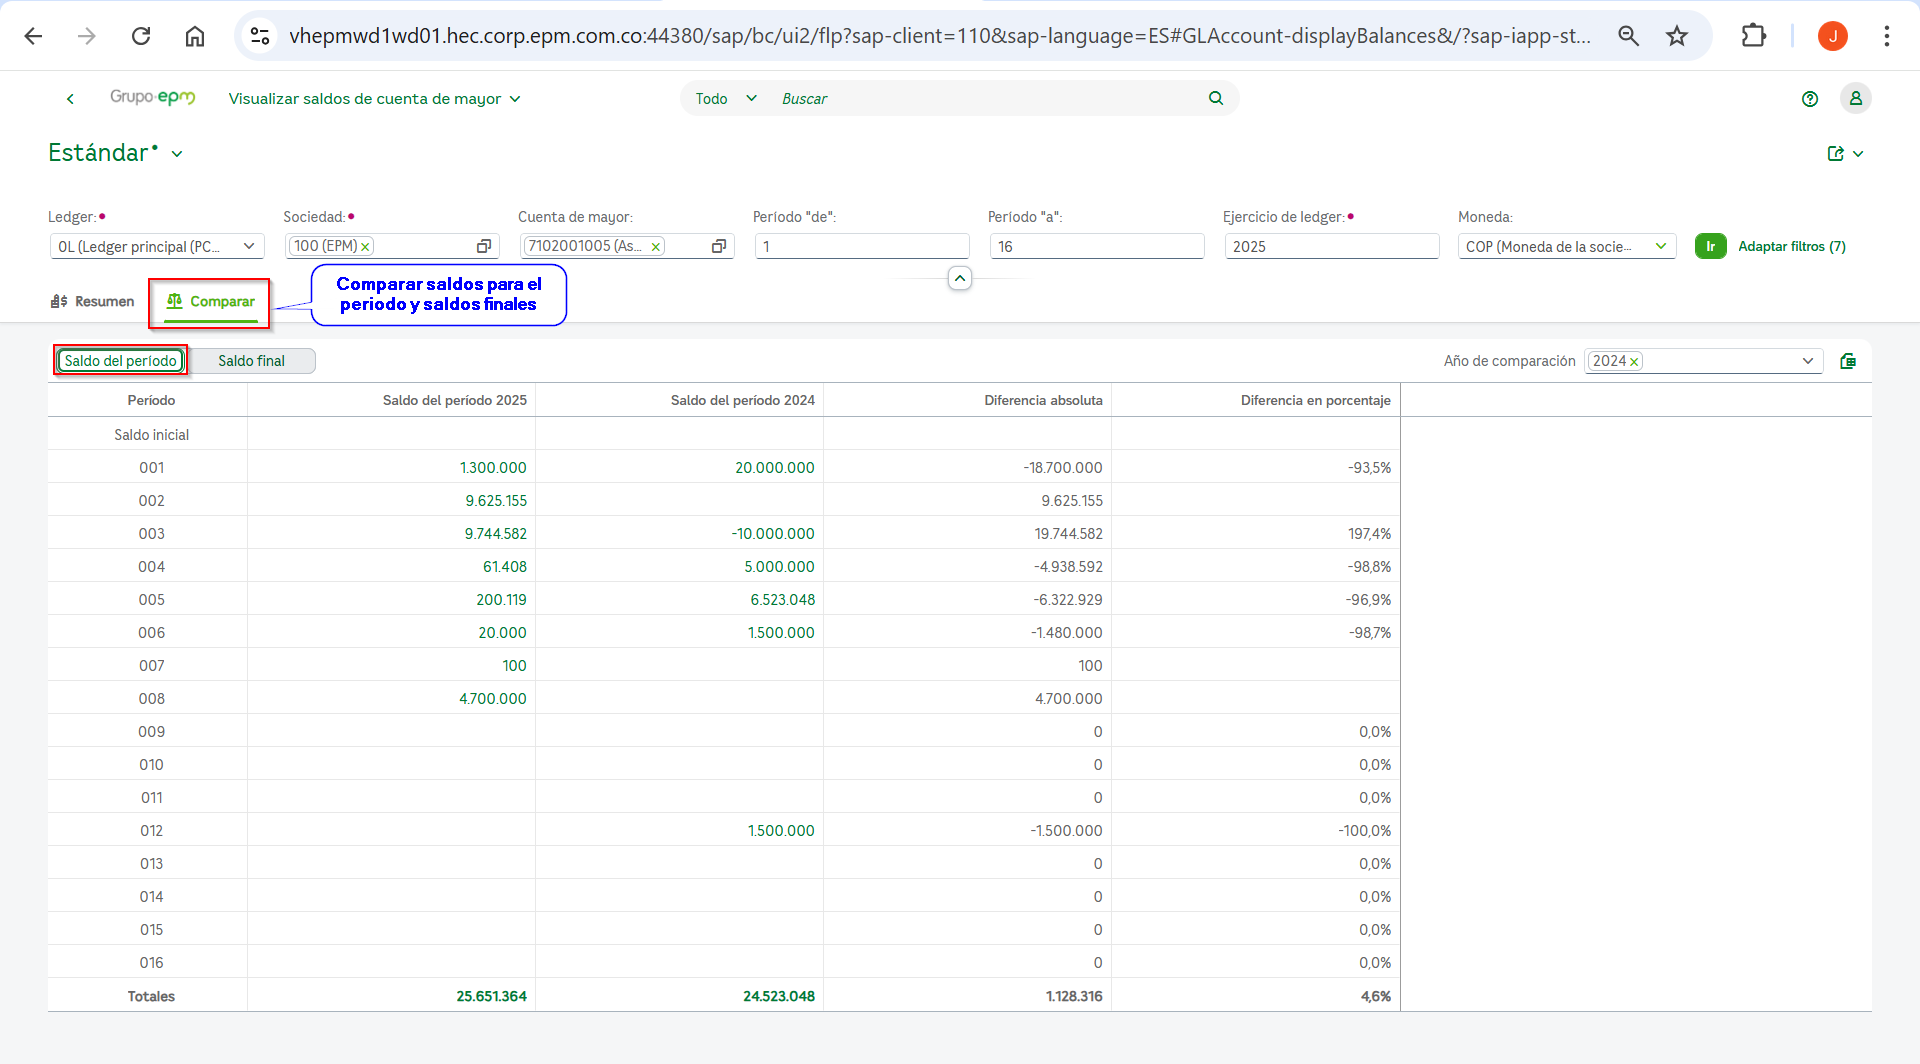 vhepmwd1wd01.hec.corp.epm.com.co:44380/sap/bc/ui2/flp?sap-client=110&sap-language=ES#GLAccount-displayBalances&/?sap-iapp-st...
J
Grupo·epm
Visualizar saldos de cuenta de mayor
Todo
Buscar
Estándar
Ledger:
Sociedad:
Cuenta de mayor:
Período "de":
Período "a":
Ejercicio de ledger:
Moneda:
0L (Ledger principal (PC...
100 (EPM)
7102001005 (As...
1
16
2025
COP (Moneda de la socie...
Ir
Adaptar filtros (7)
Resumen
Comparar
Comparar saldos para el
periodo y saldos finales
Saldo del período
Saldo final
Año de comparación
2024
Período Saldo del período 2025 Saldo del período 2024 Diferencia absoluta Diferencia en porcentaje
Saldo inicial
001 1.300.000 20.000.000 -18.700.000 -93,5%
002 9.625.155 9.625.155
003 9.744.582 -10.000.000 19.744.582 197,4%
004 61.408 5.000.000 -4.938.592 -98,8%
005 200.119 6.523.048 -6.322.929 -96,9%
006 20.000 1.500.000 -1.480.000 -98,7%
007 100 100
008 4.700.000 4.700.000
009 0 0,0%
010 0 0,0%
011 0 0,0%
012 1.500.000 -1.500.000 -100,0%
013 0 0,0%
014 0 0,0%
015 0 0,0%
016 0 0,0%
Totales 25.651.364 24.523.048 1.128.316 4,6%